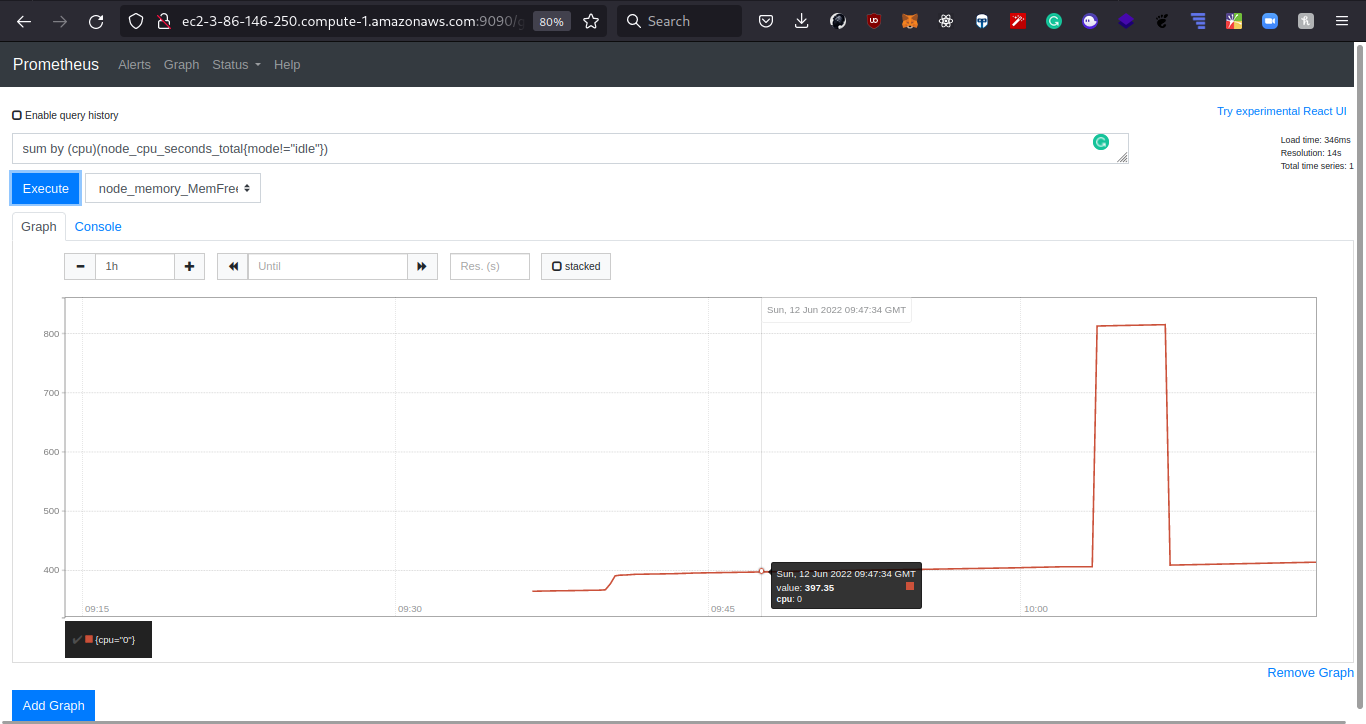 ec2-3-86-146-250.compute-1.amazonaws.com:9090/g
80%
Search
Prometheus
Alerts
Graph
Status
Help
Enable query history
Try experimental React UI
sum by (cpu)(node_cpu_seconds_total{mode!="idle"})
Load time: 346ms
Resolution: 14s
Total time series: 1
Execute
node_memory_MemFree
Graph
Console
1h
Until
Res. (s)
stacked
Sun, 12 Jun 2022 09:47:34 GMT
800
700
600
500
400
Sun, 12 Jun 2022 09:47:34 GMT
value: 397.35
cpu: 0
09:15
09:30
09:45
10:00
{cpu="0"}
Remove Graph
Add Graph